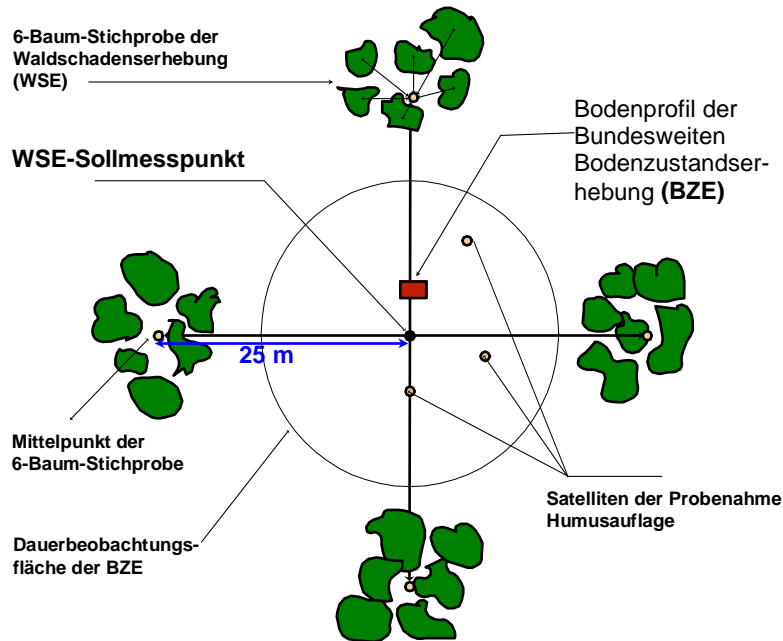 6-Baum-Stichprobe der
Waldschadenserhebung
(WSE)
Bodenprofil der
Bundesweiten
Bodenzustandser-
hebung (BZE)
WSE-Sollmesspunkt
25 m
Mittelpunkt der
6-Baum-Stichprobe
Satelliten der Probenahme
Humusauflage
Dauerbeobachtungs-
fläche der BZE